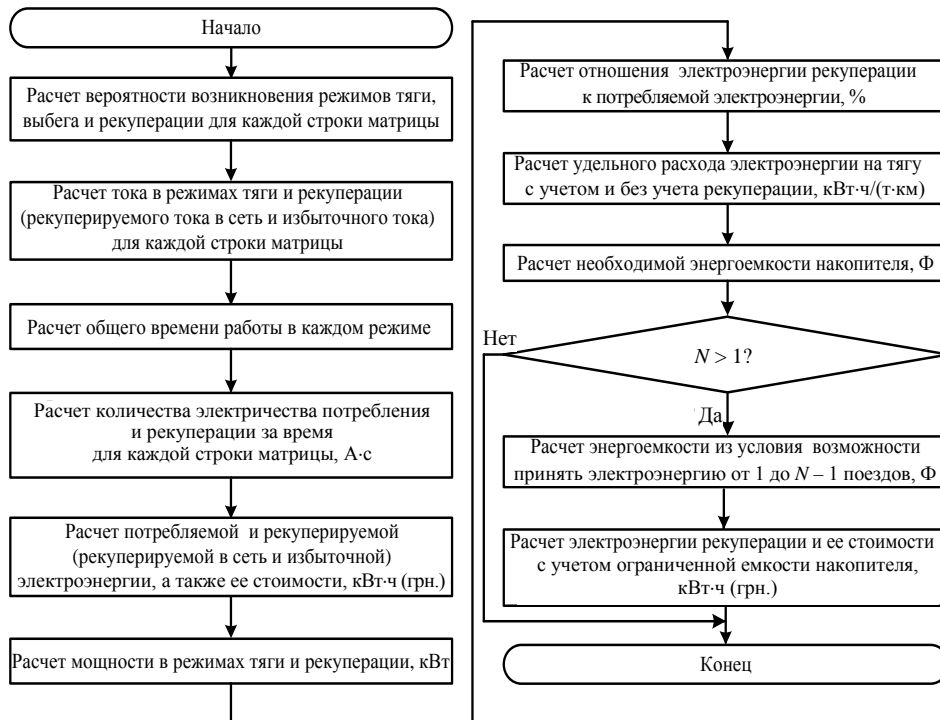 Начало
Расчет вероятности возникновения режимов тяги,
выбега и рекуперации для каждой строки матрицы
Расчет тока в режимах тяги и рекуперации
(рекуперируемого тока в сеть и избыточного тока)
для каждой строки матрицы
Расчет общего времени работы в каждом режиме
Расчет количества электричества потребления
и рекуперации за время
для каждой строки матрицы, А·с
Расчет потребляемой и рекуперируемой
(рекуперируемой в сеть и избыточной)
электроэнергии, а также ее стоимости, кВт·ч (грн.)
Расчет мощности в режимах тяги и рекуперации, кВт
Расчет отношения электроэнергии рекуперации
к потребляемой электроэнергии, %
Расчет удельного расхода электроэнергии на тягу
с учетом и без учета рекуперации, кВт·ч/(т·км)
Расчет необходимой энергоемкости накопителя, Ф
Нет
N > 1?
Да
Расчет энергоемкости из условия возможности
принять электроэнергию от 1 до N – 1 поездов, Ф
Расчет электроэнергии рекуперации и ее стоимости
с учетом ограниченной емкости накопителя,
кВт·ч (грн.)
Конец